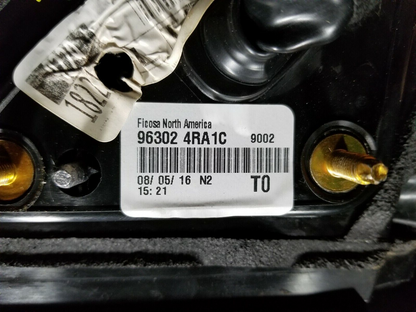 Ficosa North America
96302 4RA1C 9002
08/ 05/ 16 N2
15: 21 T0